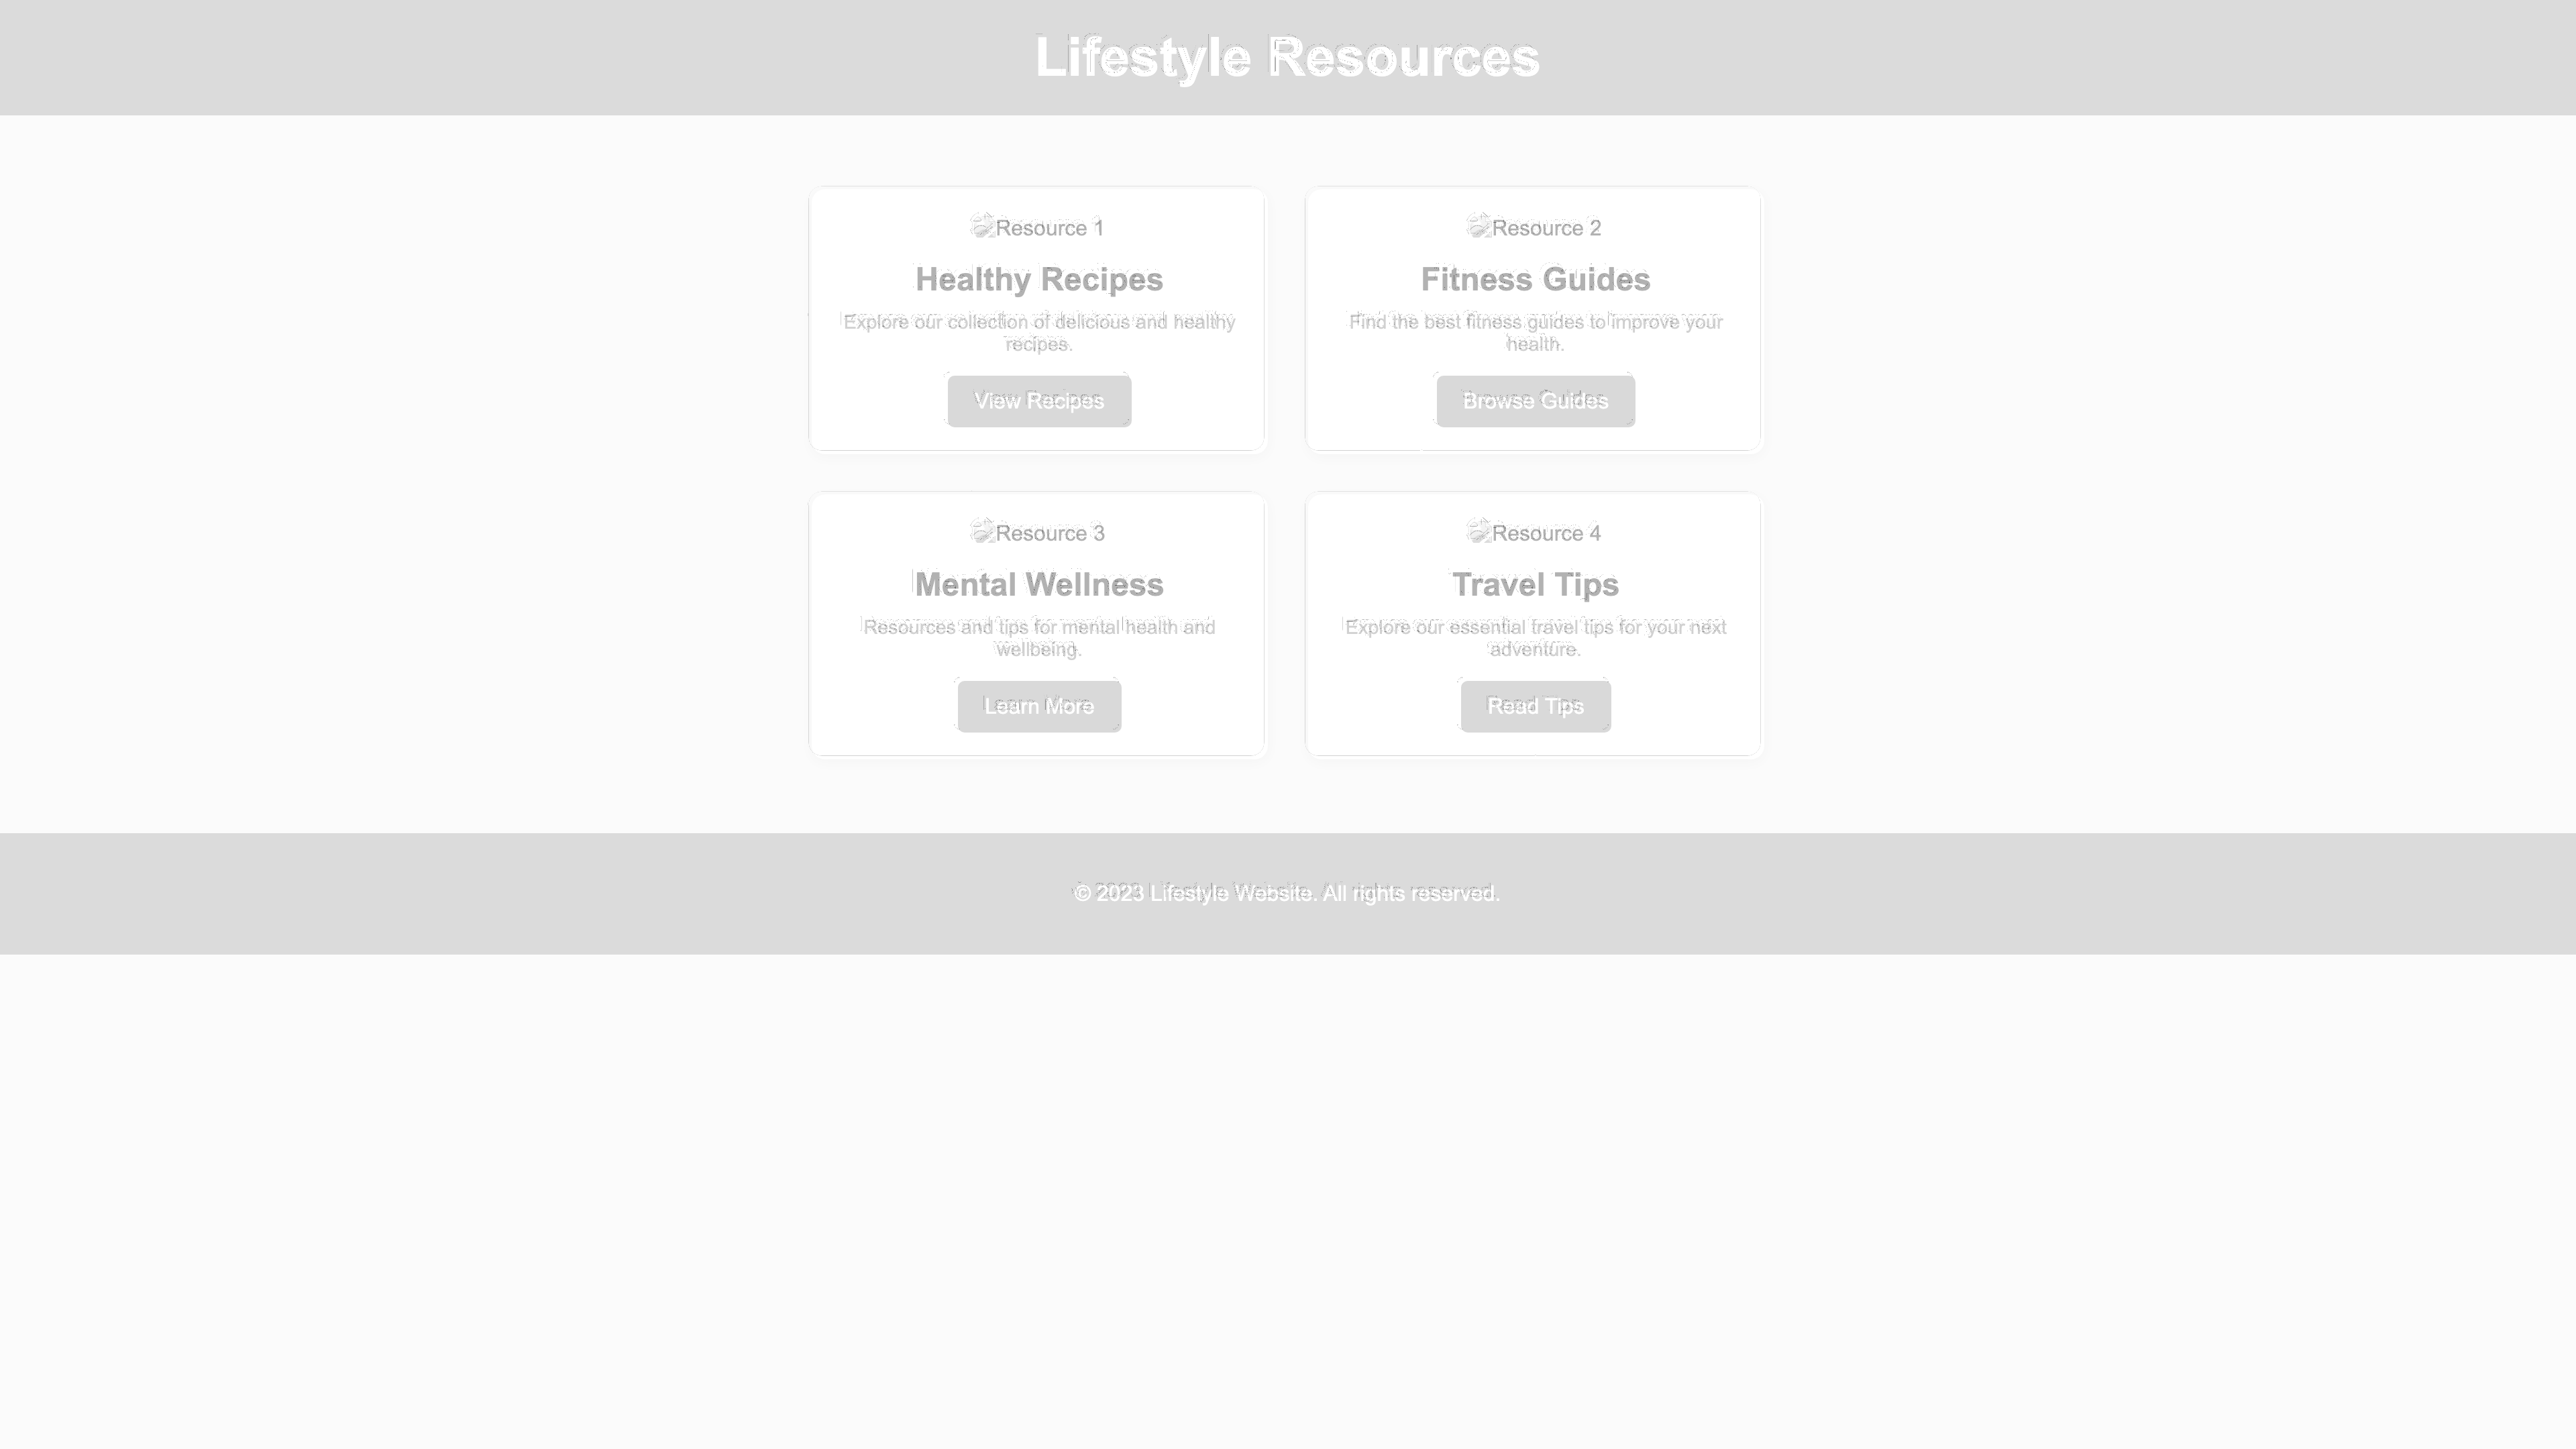 Lifestyle Resources
Resource 1
Healthy Recipes
Explore our collection of delicious and healthy
recipes.
View Recipes
Resource 2
Fitness Guides
Find the best fitness guides to improve your
health.
Browse Guides
Resource 3
Mental Wellness
Resources and tips for mental health and
wellbeing.
Learn More
Resource 4
Travel Tips
Explore our essential travel tips for your next
adventure.
Read Tips
© 2023 Lifestyle Website. All rights reserved.